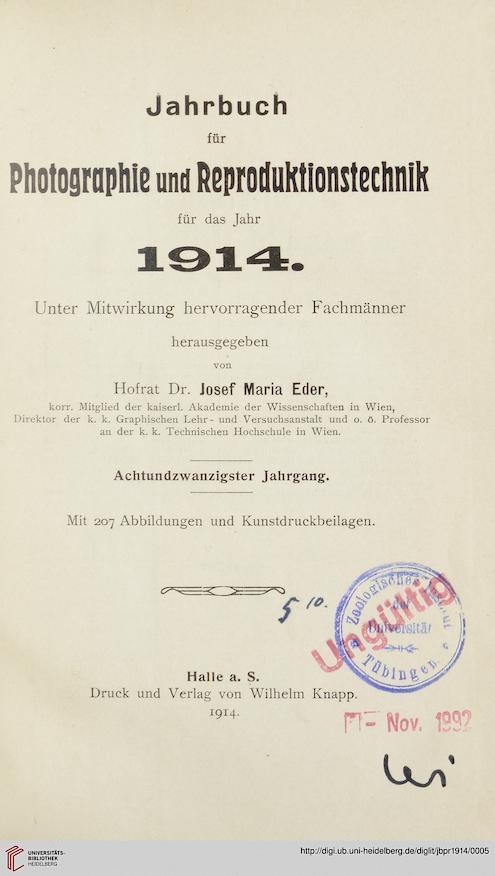 Jahrbuch
für
Photographie und Reproduktionstechnik
für das Jahr
1914.
Unter Mitwirkung hervorragender Fachmänner
herausgegeben
von
Hofrat Dr. Josef Maria Eder,
korr. Mitglied der kaiserl. Akademie der Wissenschaften in Wien,
Direktor der k. k. Graphischen Lehr- und Versuchsanstalt und o. ö. Professor
an der k. k. Technischen Hochschule in Wien.
Achtundzwanzigster Jahrgang.
Mit 207 Abbildungen und Kunstdruckbeilagen.
5 10.
Zoologisches
der
Universität
Tübingen
Ungültig
Halle a. S.
Druck und Verlag von Wilhelm Knapp.
1914.
Nov. 1992
UNIVERSITÄTS-
BIBLIOTHEK
HEIDELBERG
http://digi.ub.uni-heidelberg.de/diglit/jbpr1914/0005